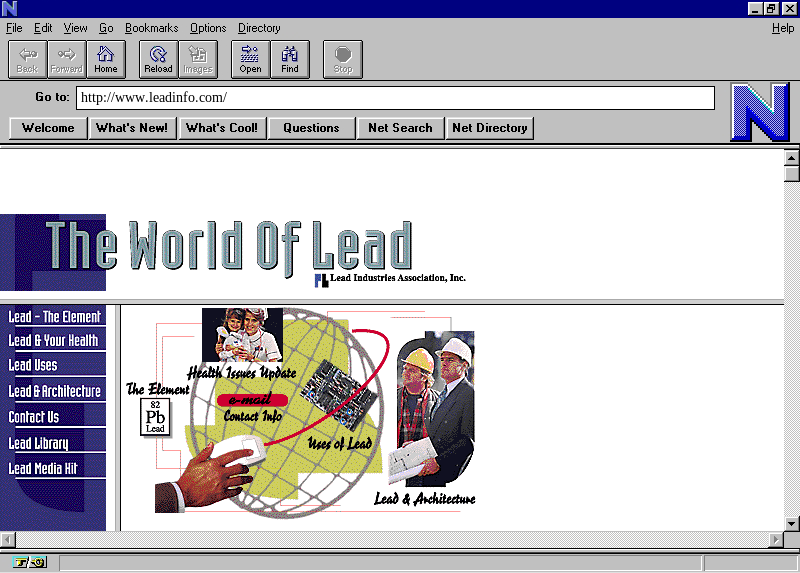 File Edit View Go Bookmarks Options Directory Help
Back Forward Home Reload Images Open Find Stop
Go to: http://www.leadinfo.com/
Welcome What's New! What's Cool! Questions Net Search Net Directory
The World Of Lead
Lead Industries Association, Inc.
Lead - The Element
Lead & Your Health
Lead Uses
Lead & Architecture
Contact Us
Lead Library
Lead Media Kit
Health Issues Update
The Element
82
Pb
Lead
e-mail
Contact Info
Uses of Lead
Lead & Architecture